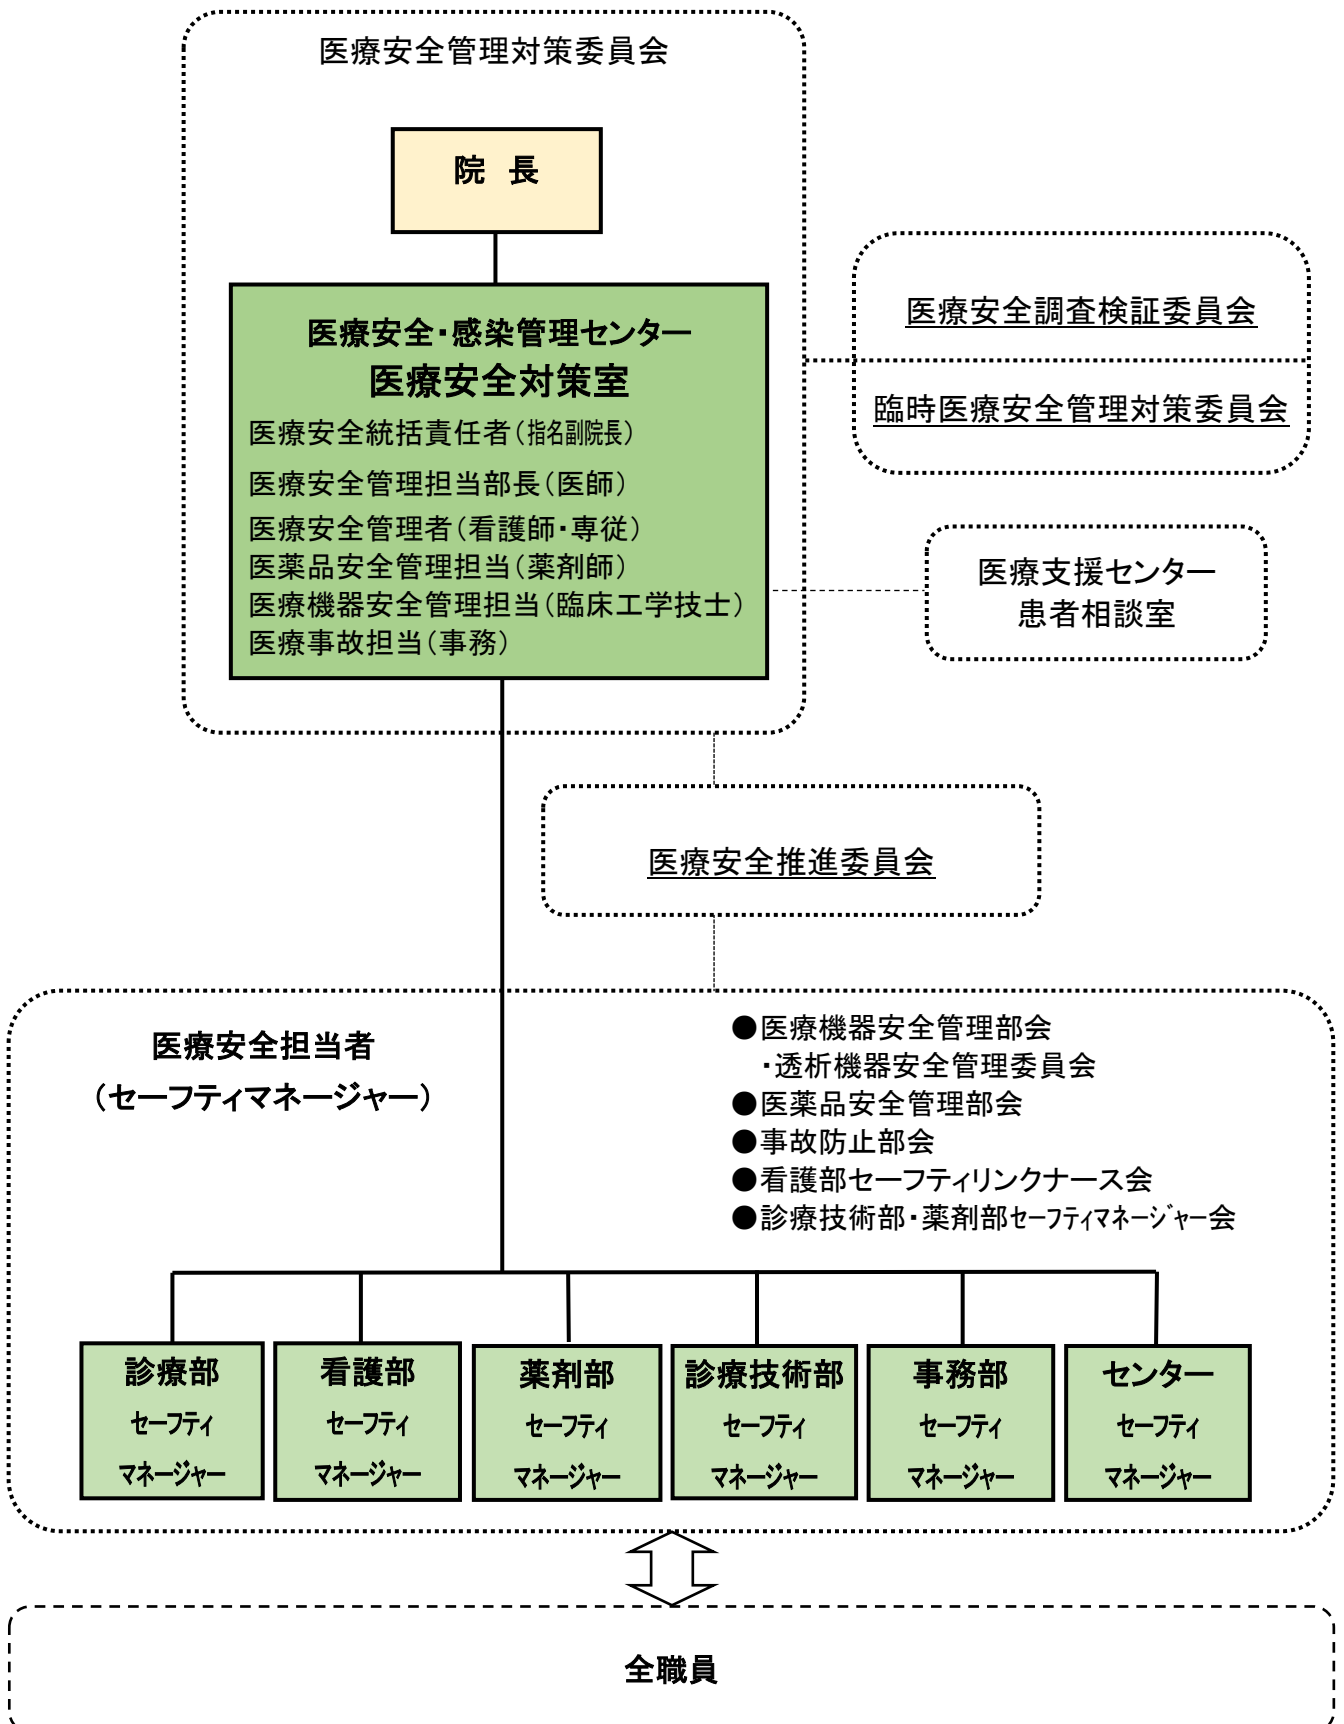 医療安全管理対策委員会
院　長
医療安全・感染管理センター
医療安全対策室
医療安全統括責任者（指名副院長）
医療安全管理担当部長（医師）
医療安全管理者（看護師・専従）
医薬品安全管理担当（薬剤師）
医療機器安全管理担当（臨床工学技士）
医療事故担当（事務）
医療安全調査検証委員会
臨時医療安全管理対策委員会
医療支援センター
患者相談室
医療安全推進委員会
医療安全担当者
（セーフティマネージャー）
●医療機器安全管理部会
・透析機器安全管理委員会
●医薬品安全管理部会
●事故防止部会
●看護部セーフティリンクナース会
●診療技術部・薬剤部セーフティマネージャー会
診療部
セーフティ
マネージャー
看護部
セーフティ
マネージャー
薬剤部
セーフティ
マネージャー
診療技術部
セーフティ
マネージャー
事務部
セーフティ
マネージャー
センター
セーフティ
マネージャー
全職員